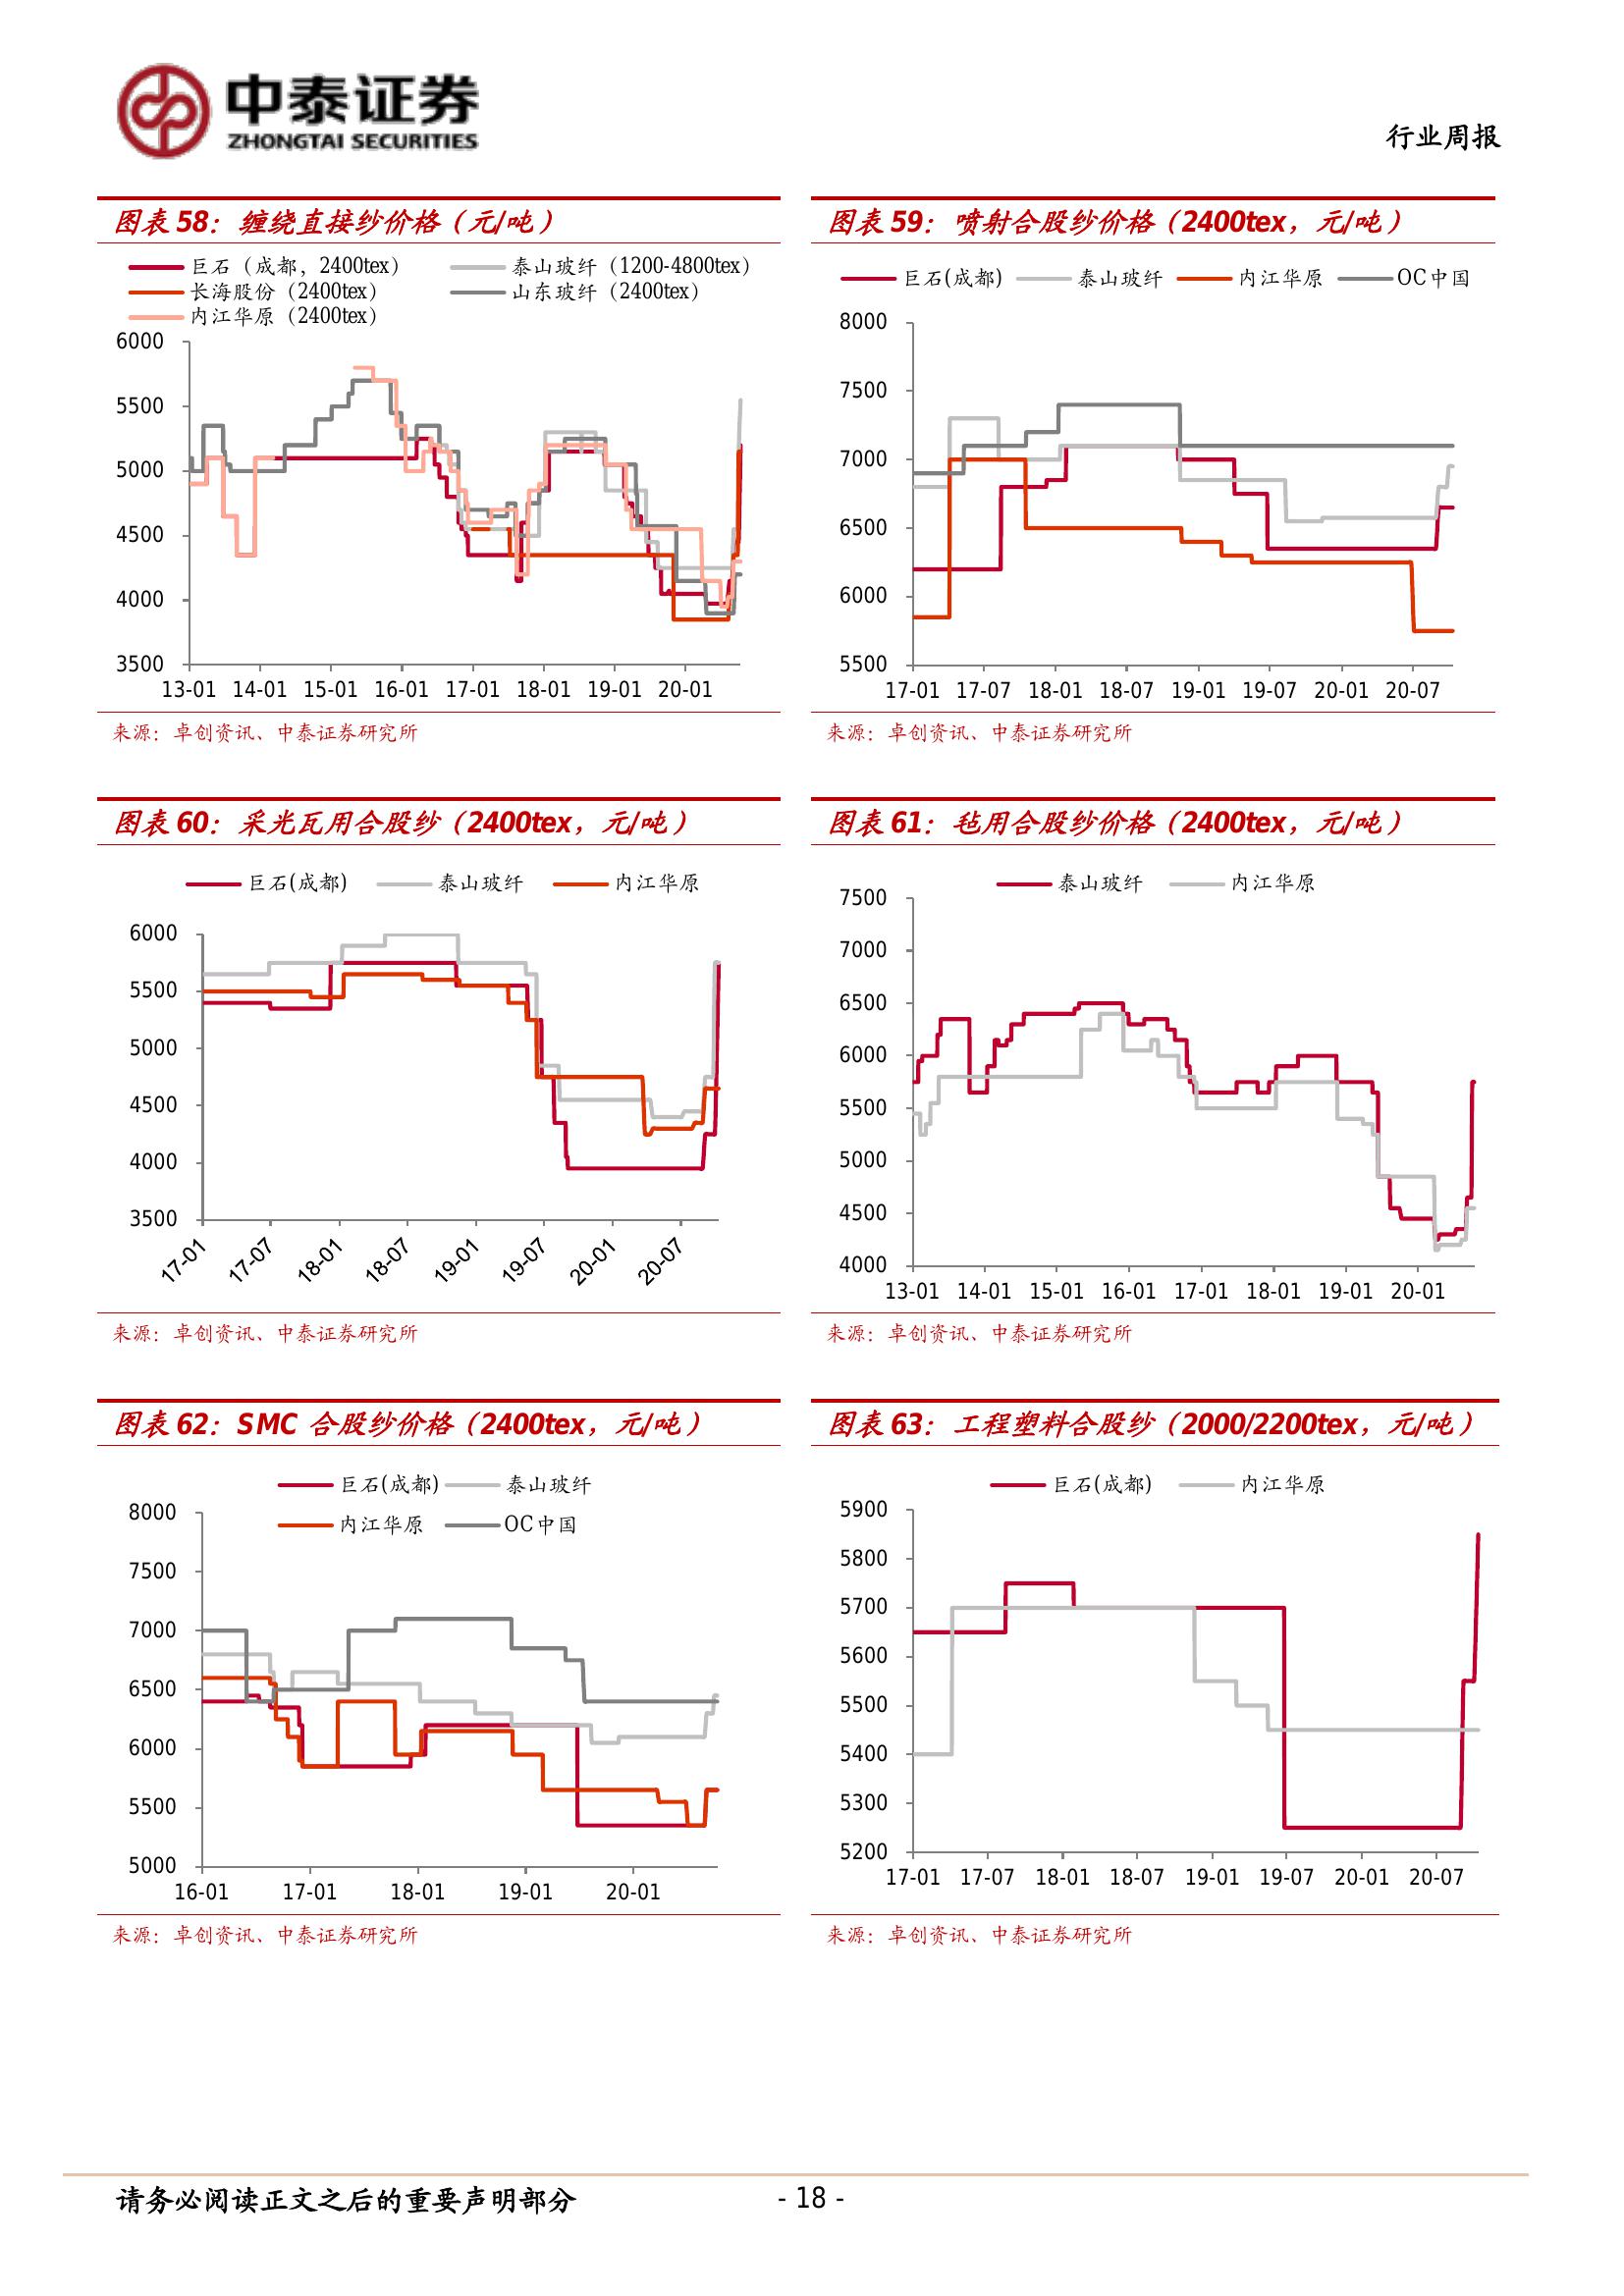 中泰证券
ZHONGTAI SECURITIES
行业周报
图表 58：缠绕直接纱价格（元/吨）
巨石（成都，2400tex） 泰山玻纤（1200-4800tex）
长海股份（2400tex） 山东玻纤（2400tex）
内江华原（2400tex）
6000
5500
5000
4500
4000
3500
13-01 14-01 15-01 16-01 17-01 18-01 19-01 20-01
来源：卓创资讯、中泰证券研究所
图表 59：喷射合股纱价格（2400tex，元/吨）
巨石(成都) 泰山玻纤 内江华原 OC中国
8000
7500
7000
6500
6000
5500
17-01 17-07 18-01 18-07 19-01 19-07 20-01 20-07
来源：卓创资讯、中泰证券研究所
图表 60：采光瓦用合股纱（2400tex，元/吨）
巨石(成都) 泰山玻纤 内江华原
6000
5500
5000
4500
4000
3500
17-01 17-07 18-01 18-07 19-01 19-07 20-01 20-07
来源：卓创资讯、中泰证券研究所
图表 61：毡用合股纱价格（2400tex，元/吨）
泰山玻纤 内江华原
7500
7000
6500
6000
5500
5000
4500
4000
13-01 14-01 15-01 16-01 17-01 18-01 19-01 20-01
来源：卓创资讯、中泰证券研究所
图表 62：SMC 合股纱价格（2400tex，元/吨）
巨石(成都) 泰山玻纤
内江华原 OC中国
8000
7500
7000
6500
6000
5500
5000
16-01 17-01 18-01 19-01 20-01
来源：卓创资讯、中泰证券研究所
图表 63：工程塑料合股纱（2000/2200tex，元/吨）
巨石(成都) 内江华原
5900
5800
5700
5600
5500
5400
5300
5200
17-01 17-07 18-01 18-07 19-01 19-07 20-01 20-07
来源：卓创资讯、中泰证券研究所
请务必阅读正文之后的重要声明部分
- 18 -